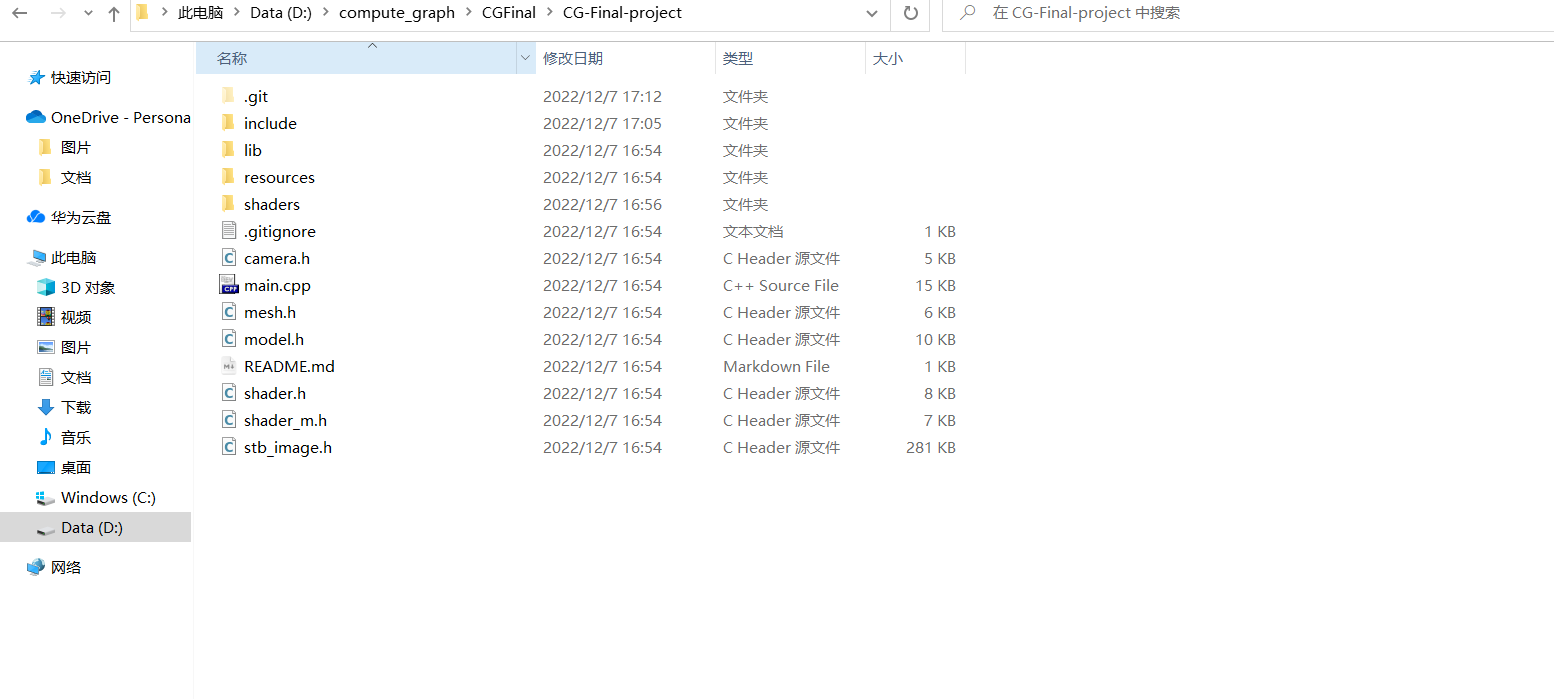 此电脑 > Data (D:) > compute_graph > CGFinal > CG-Final-project
在 CG-Final-project 中搜索
名称 修改日期 类型 大小
快速访问
OneDrive - Persona
图片
文档
华为云盘
此电脑
3D 对象
视频
图片
文档
下载
音乐
桌面
Windows (C:)
Data (D:)
网络
.git 2022/12/7 17:12 文件夹
include 2022/12/7 17:05 文件夹
lib 2022/12/7 16:54 文件夹
resources 2022/12/7 16:54 文件夹
shaders 2022/12/7 16:56 文件夹
.gitignore 2022/12/7 16:54 文本文档 1 KB
camera.h 2022/12/7 16:54 C Header 源文件 5 KB
main.cpp 2022/12/7 16:54 C++ Source File 15 KB
mesh.h 2022/12/7 16:54 C Header 源文件 6 KB
model.h 2022/12/7 16:54 C Header 源文件 10 KB
README.md 2022/12/7 16:54 Markdown File 1 KB
shader.h 2022/12/7 16:54 C Header 源文件 8 KB
shader_m.h 2022/12/7 16:54 C Header 源文件 7 KB
stb_image.h 2022/12/7 16:54 C Header 源文件 281 KB